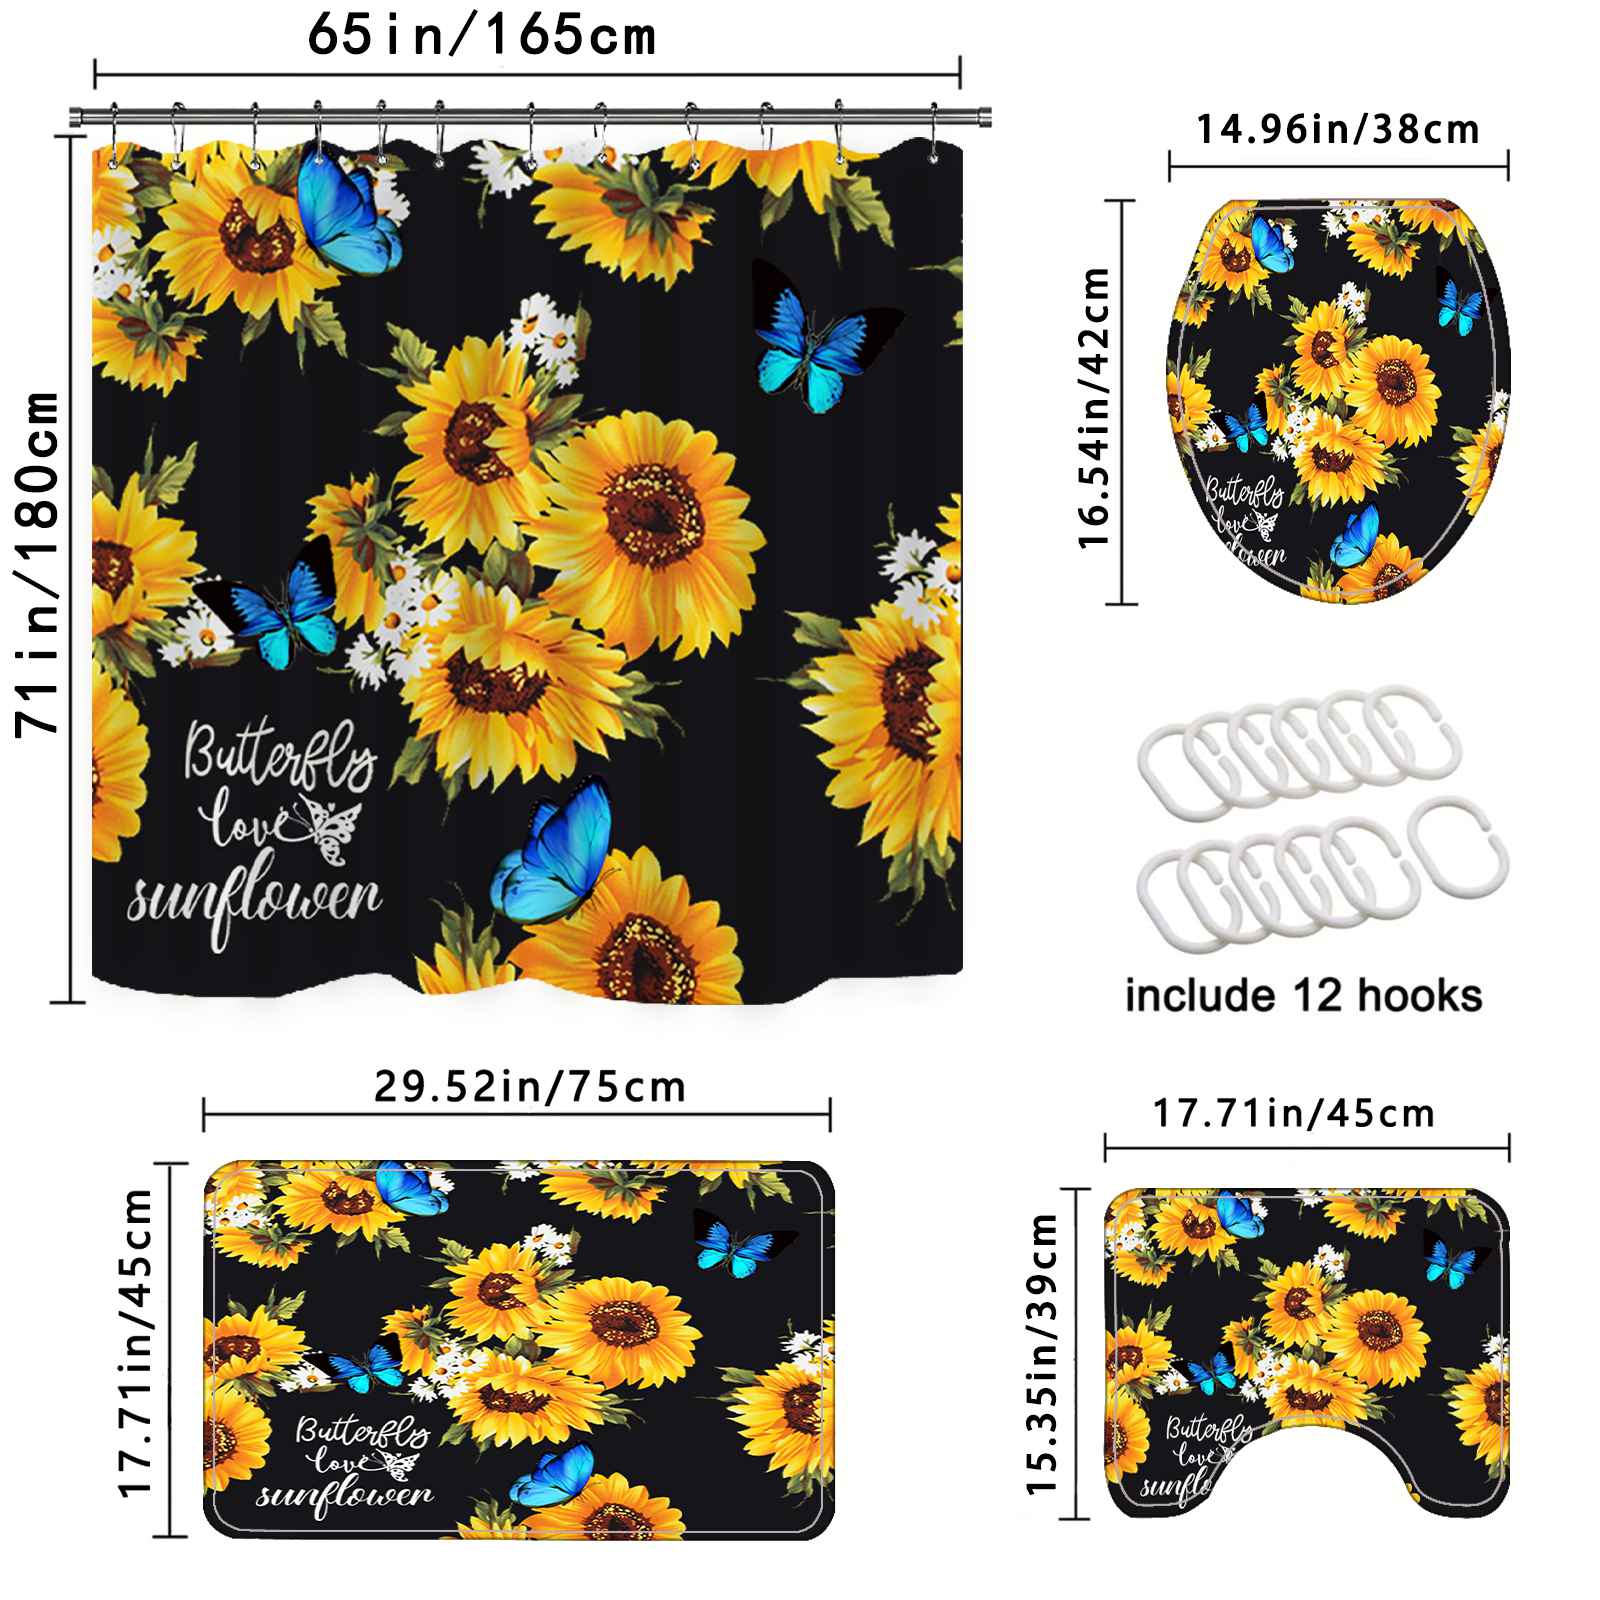 65in/165cm
71in/180cm
Butterfly
love
sunflower
14.96in/38cm
16.54in/42cm
Butterfly
love
flower
include 12 hooks
29.52in/75cm
17.71in/45cm
Butterfly
love
sunflower
17.71in/45cm
15.35in/39cm
Butterfly
love
sunflo